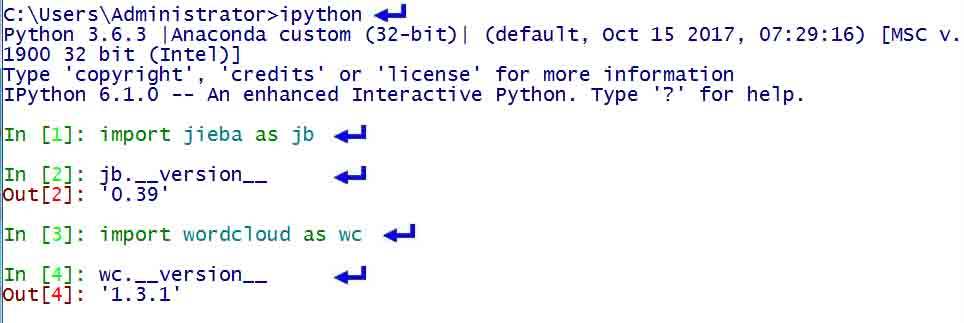 C:\Users\Administrator>ipython
Python 3.6.3 |Anaconda custom (32-bit)| (default, Oct 15 2017, 07:29:16) [MSC v.
1900 32 bit (Intel)]
Type 'copyright', 'credits' or 'license' for more information
IPython 6.1.0 -- An enhanced Interactive Python. Type '?' for help.
In [1]: import jieba as jb
In [2]: jb.__version__
Out[2]: '0.39'
In [3]: import wordcloud as wc
In [4]: wc.__version__
Out[4]: '1.3.1'